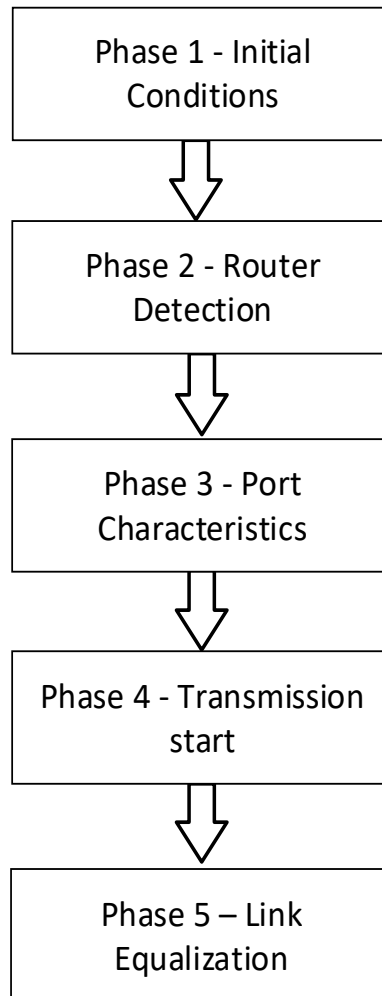 Phase 1 - Initial
Conditions
Phase 2 - Router
Detection
Phase 3 - Port
Characteristics
Phase 4 - Transmission
start
Phase 5 – Link
Equalization